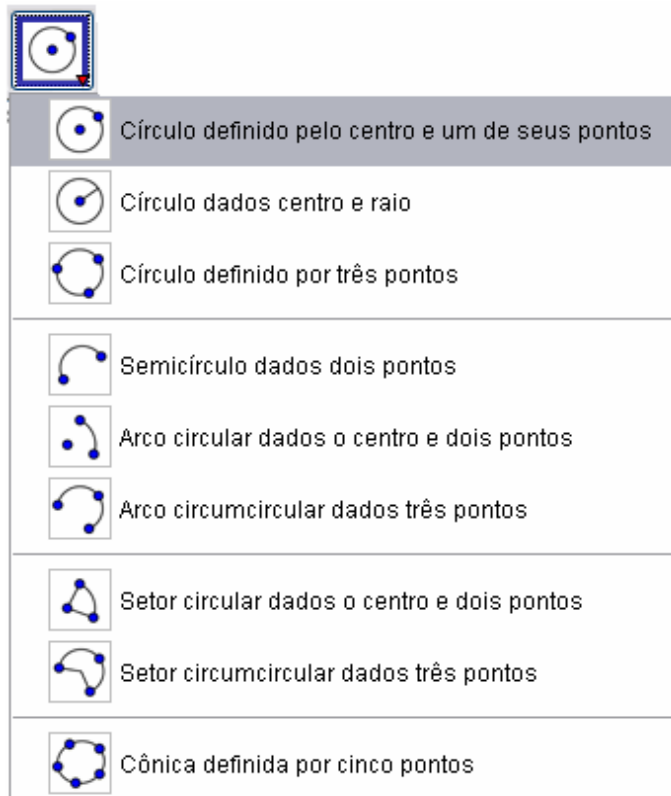 Círculo definido pelo centro e um de seus pontos
Círculo dados centro e raio
Círculo definido por três pontos
Semicírculo dados dois pontos
Arco circular dados o centro e dois pontos
Arco circumcircular dados três pontos
Setor circular dados o centro e dois pontos
Setor circumcircular dados três pontos
Cônica definida por cinco pontos